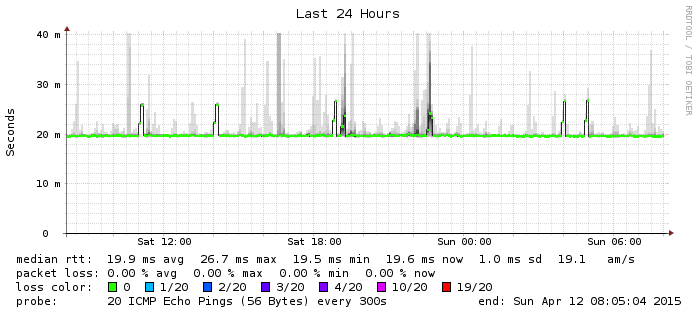 Last 24 Hours
RRDTOOL / TOBI OETIKER
Seconds
40 m
30 m
20 m
10 m
0
Sat 12:00 Sat 18:00 Sun 00:00 Sun 06:00
median rtt: 19.9 ms avg 26.7 ms max 19.5 ms min 19.6 ms now 1.0 ms sd 19.1 am/s
packet loss: 0.00 % avg 0.00 % max 0.00 % min 0.00 % now
loss color: 0 1/20 2/20 3/20 4/20 10/20 19/20
probe: 20 ICMP Echo Pings (56 Bytes) every 300s end: Sun Apr 12 08:05:04 2015